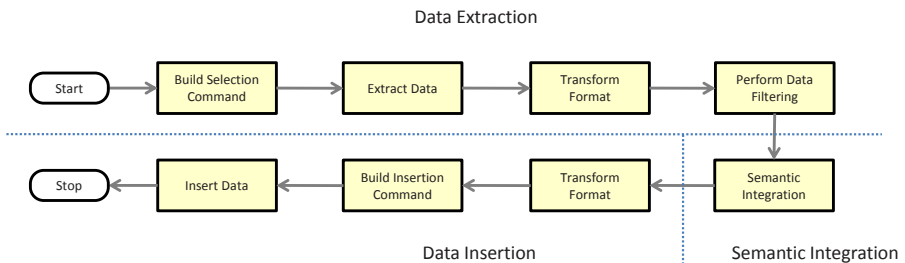 Data Extraction
Start
Build Selection
Command
Extract Data
Transform
Format
Perform Data
Filtering
Stop
Insert Data
Build Insertion
Command
Transform
Format
Semantic
Integration
Data Insertion
Semantic Integration